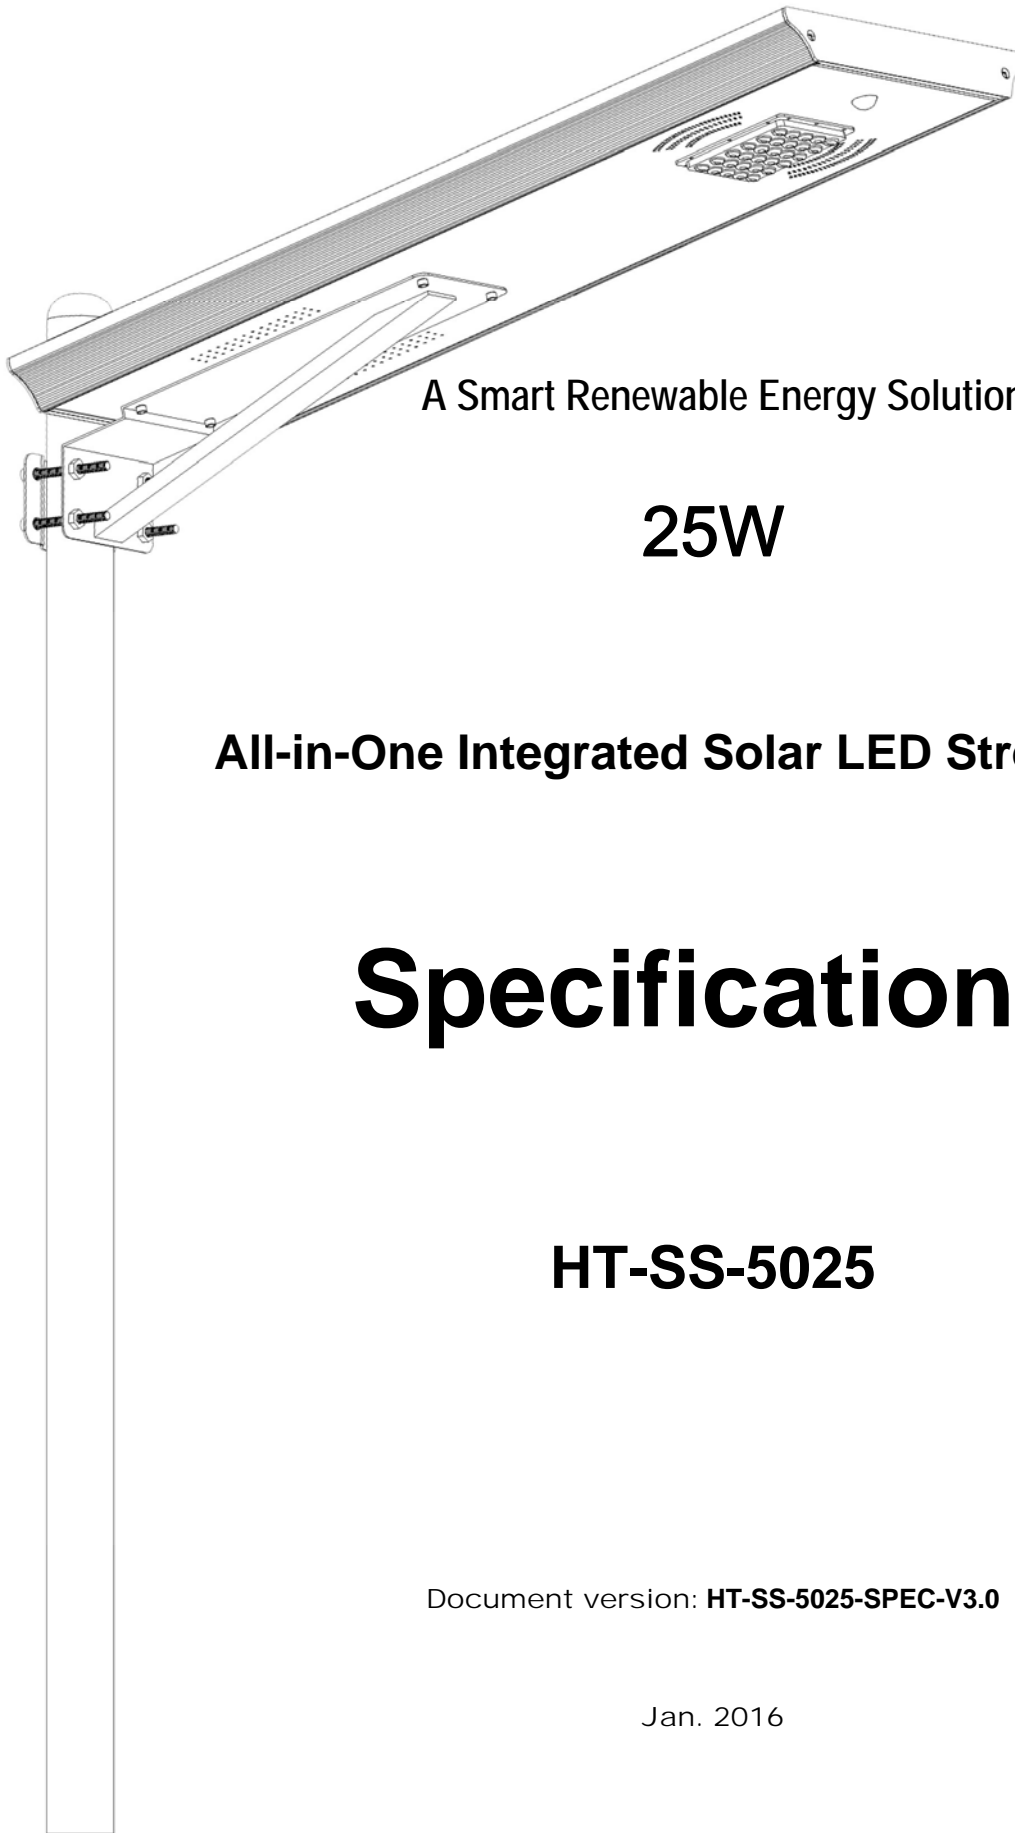 A Smart Renewable Energy Solution
25W
All-in-One Integrated Solar LED Str
Specification
HT-SS-5025
Document version: HT-SS-5025-SPEC-V3.0
Jan. 2016